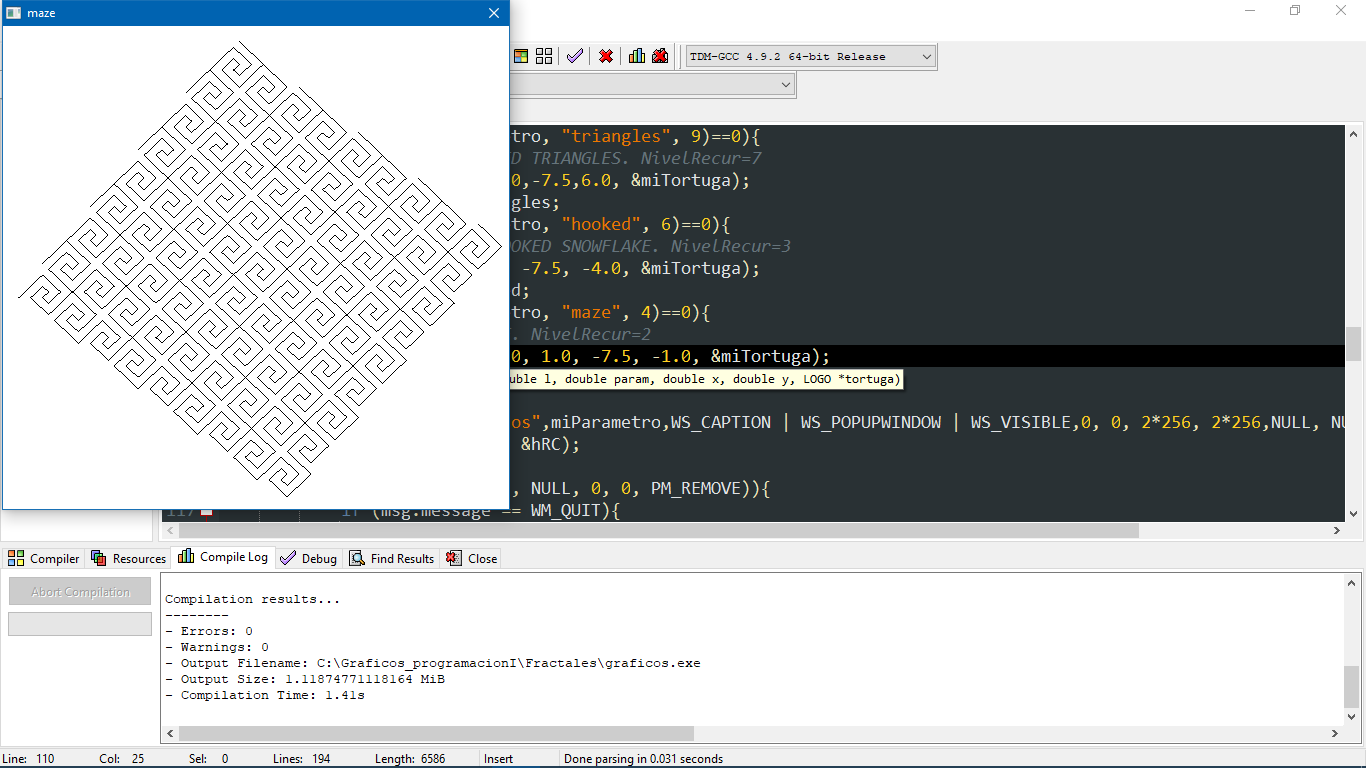 maze
TDM-GCC 4.9.2 64-bit Release
tro, "triangles", 9)==0){
D TRIANGLES. NivelRecur=7
0,-7.5,6.0, &miTortuga);
gles;
tro, "hooked", 6)==0){
OKED SNOWFLAKE. NivelRecur=3
-7.5, -4.0, &miTortuga);
d;
tro, "maze", 4)==0){
. NivelRecur=2
0, 1.0, -7.5, -1.0, &miTortuga);
uble l, double param, double x, double y, LOGO *tortuga)
os",miParametro,WS_CAPTION | WS_POPUPWINDOW | WS_VISIBLE,0, 0, 2*256, 2*256,NULL, NU
&hRC);
, NULL, 0, 0, PM_REMOVE)){
117 if (msg.message == WM_QUIT){
Compiler Resources Compile Log Debug Find Results Close
Abort Compilation
Compilation results...
--------
- Errors: 0
- Warnings: 0
- Output Filename: C:\Graficos_programacionI\Fractales\graficos.exe
- Output Size: 1.11874771118164 MiB
- Compilation Time: 1.41s
Line: 110 Col: 25 Sel: 0 Lines: 194 Length: 6586 Insert Done parsing in 0.031 seconds